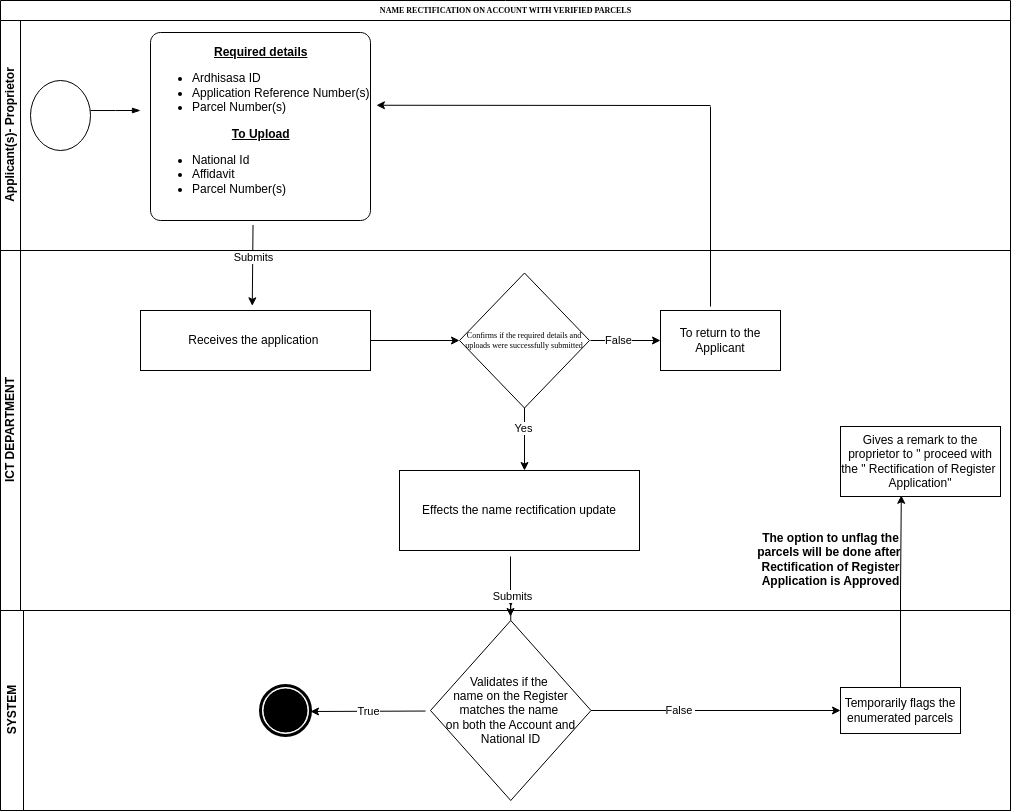 NAME RECTIFICATION ON ACCOUNT WITH VERIFIED PARCELS
Applicant(s)- Proprietor
Required details
Ardhisasa ID
Application Reference Number(s)
Parcel Number(s)
To Upload
National Id
Affidavit
Parcel Number(s)
Submits
ICT DEPARTMENT
Receives the application
Confirms if the required details and
uploads were successfully submitted
False
To return to the
Applicant
Yes
Effects the name rectification update
Gives a remark to the
proprietor to " proceed with
the " Rectification of Register
Application"
The option to unflag the
parcels will be done after
Rectification of Register
Application is Approved
Submits
SYSTEM
Validates if the
name on the Register
matches the name
on both the Account and
National ID
True
False
Temporarily flags the
enumerated parcels